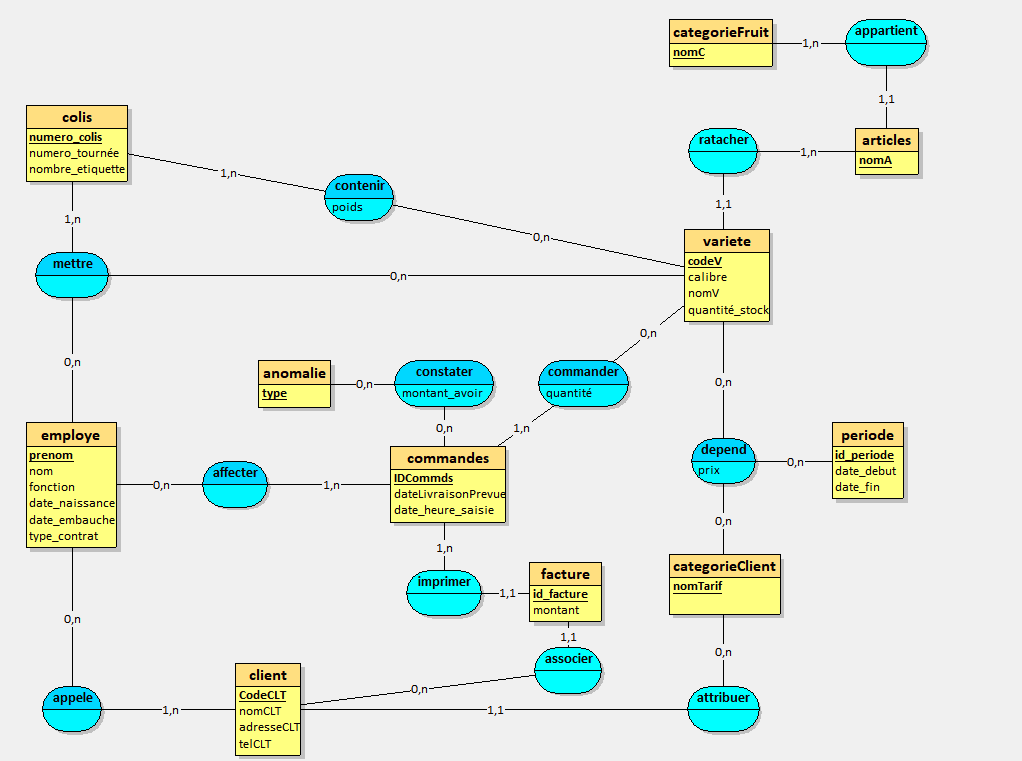 categorieFruit
nomC
1,n
appartient
1,1
articles
nomA
1,n
ratacher
1,1
colis
numero_colis
numero_tournée
nombre_etiquette
1,n
contenir
poids
0,n
variete
codeV
calibre
nomV
quantité_stock
1,n
mettre
0,n
0,n
0,n
commander
quantité
1,n
anomalie
type
0,n
constater
montant_avoir
0,n
0,n
depend
prix
0,n
periode
id_periode
date_debut
date_fin
employe
prenom
nom
fonction
date_naissance
date_embauche
type_contrat
0,n
affecter
1,n
commandes
IDCommds
dateLivraisonPrevue
date_heure_saisie
0,n
categorieClient
nomTarif
1,n
imprimer
1,1
facture
id_facture
montant
1,1
associer
0,n
0,n
0,n
appele
1,n
client
CodeCLT
nomCLT
adresseCLT
telCLT
1,1
attribuer